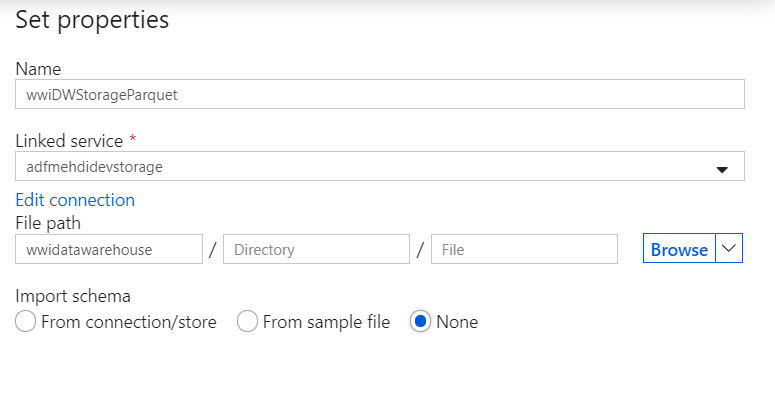 Set properties
Name
wwiDWStorageParquet
Linked service *
adfmehdidevstorage
Edit connection
File path
wwidatawarehouse / Directory / File Browse
Import schema
From connection/store From sample file None